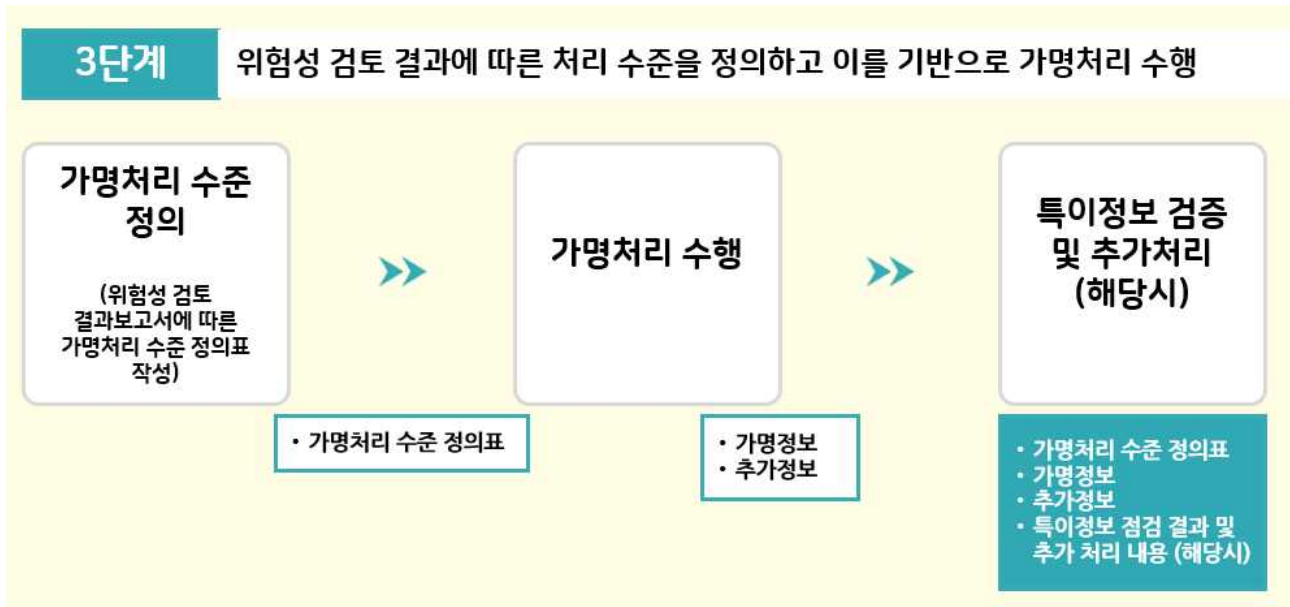 3단계
위험성 검토 결과에 따른 처리 수준을 정의하고 이를 기반으로 가명처리 수행
가명처리 수준
정의
(위험성 검토
결과보고서에 따른
가명처리 수준 정의표
작성)
• 가명처리 수준 정의표
가명처리 수행
• 가명정보
• 추가정보
특이정보 검증
및 추가처리
(해당시)
• 가명처리 수준 정의표
• 가명정보
• 추가정보
• 특이정보 점검 결과 및
추가 처리 내용 (해당시)